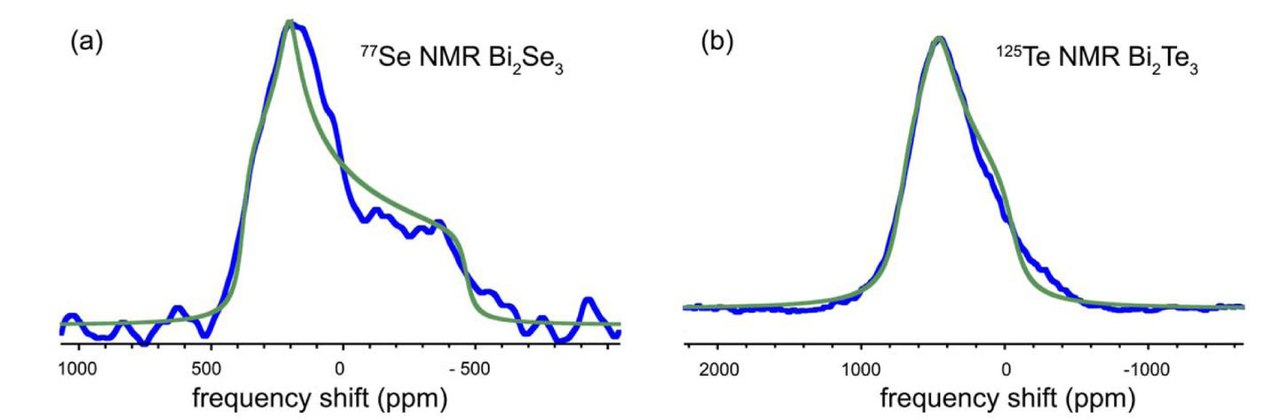 (a)
⁷⁷Se NMR Bi₂Se₃
1000 500 0 - 500
frequency shift (ppm)
(b)
¹²⁵Te NMR Bi₂Te₃
2000 1000 0 -1000
frequency shift (ppm)